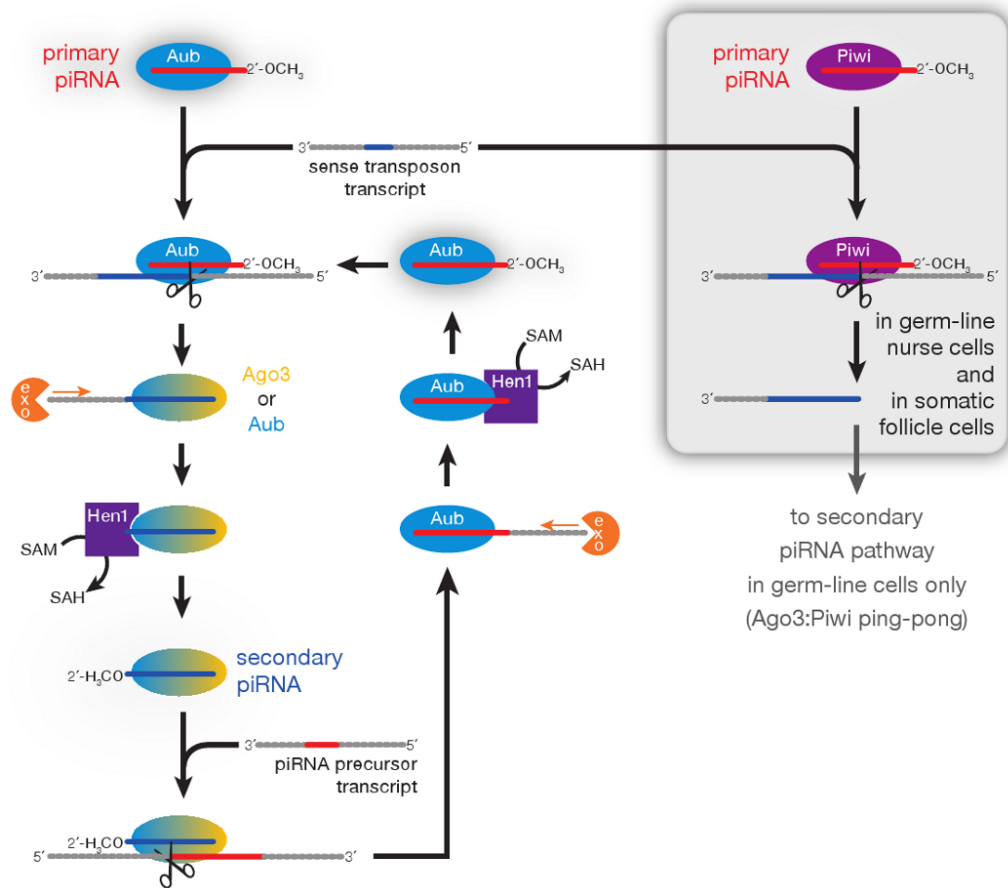 primary
piRNA
Aub
2′-OCH3
3′
5′
sense transposon
transcript
primary
piRNA
Piwi
2′-OCH3
Aub
2′-OCH3
3′
5′
Aub
2′-OCH3
Piwi
2′-OCH3
3′
5′
in germ-line
nurse cells
and
in somatic
follicle cells
3′
exo
Ago3
or
Aub
SAM
SAH
Aub
Hen1
Hen1
SAM
SAH
Aub
exo
to secondary
piRNA pathway
in germ-line cells only
(Ago3:Piwi ping-pong)
2′-H3CO
secondary
piRNA
3′
5′
piRNA precursor
transcript
2′-H3CO
5′
3′